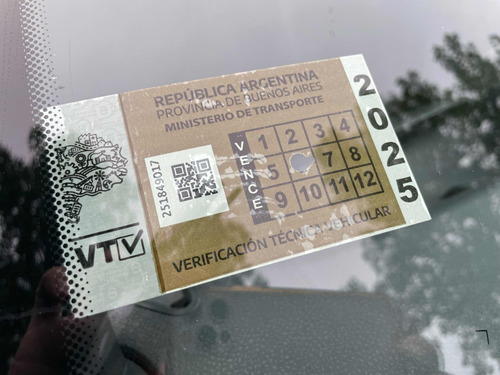 REPÚBLICA ARGENTINA
PROVINCIA DE BUENOS AIRES
MINISTERIO DE TRANSPORTE
251849017
VENCE
1 2 3 4
5 7 8
9 10 11 12
2025
VTV
VERIFICACIÓN TÉCNICA VEHICULAR